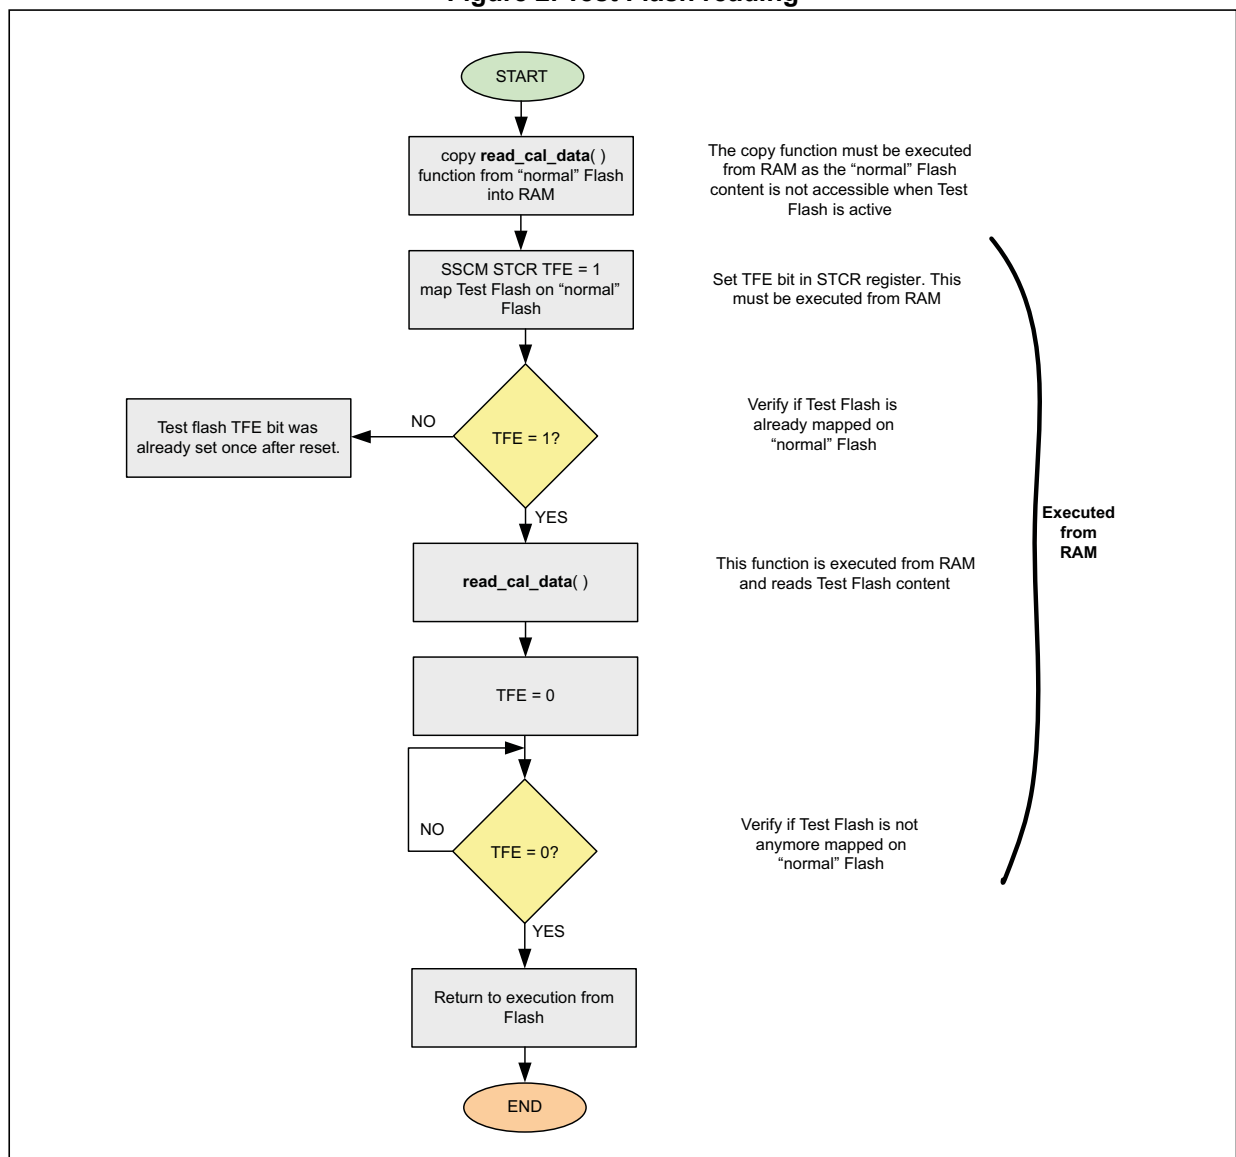 Figure 2. Test Flash reading
START
copy read_cal_data( )
function from “normal” Flash
into RAM
The copy function must be executed
from RAM as the “normal” Flash
content is not accessible when Test
Flash is active
SSCM STCR TFE = 1
map Test Flash on “normal”
Flash
Set TFE bit in STCR register. This
must be executed from RAM
Test flash TFE bit was
already set once after reset.
NO
TFE = 1?
Verify if Test Flash is
already mapped on
“normal” Flash
YES
Executed
from
RAM
read_cal_data( )
This function is executed from RAM
and reads Test Flash content
TFE = 0
NO
TFE = 0?
Verify if Test Flash is not
anymore mapped on
“normal” Flash
YES
Return to execution from
Flash
END